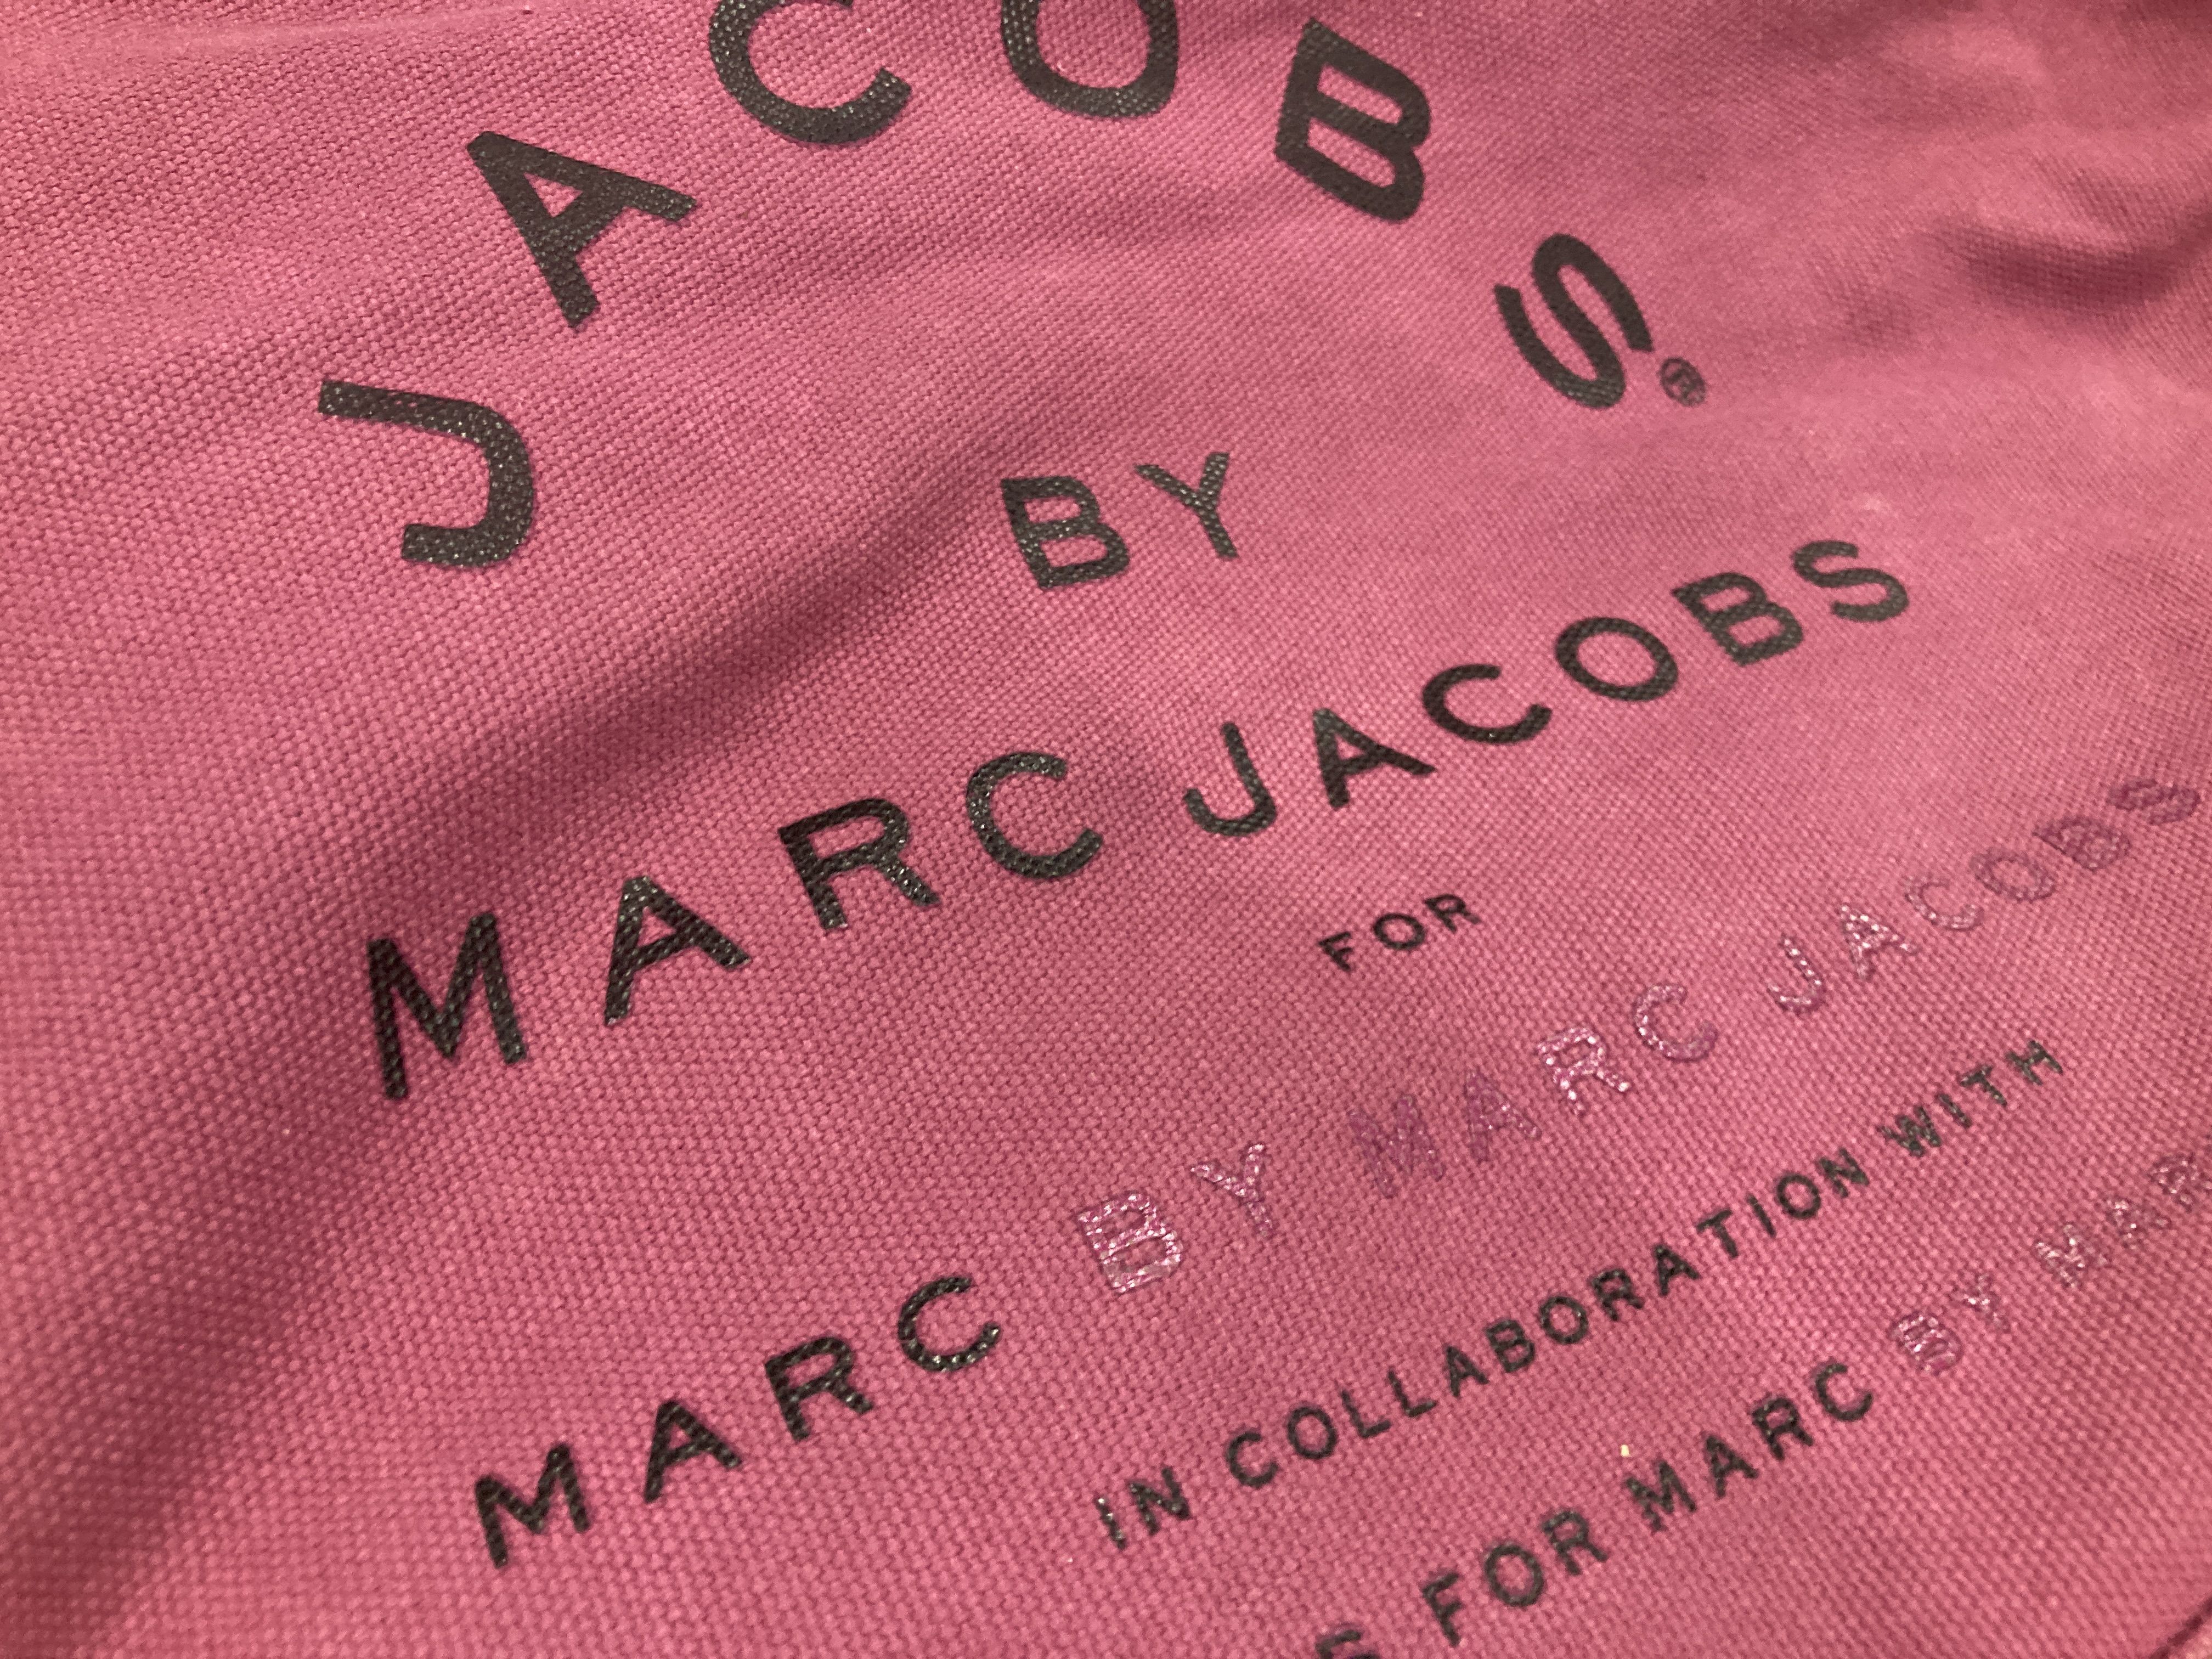 JACOBS®
BY
MARC JACOBS
FOR
MARC BY MARC JACOBS
IN COLLABORATION WITH
FOR MARC BY